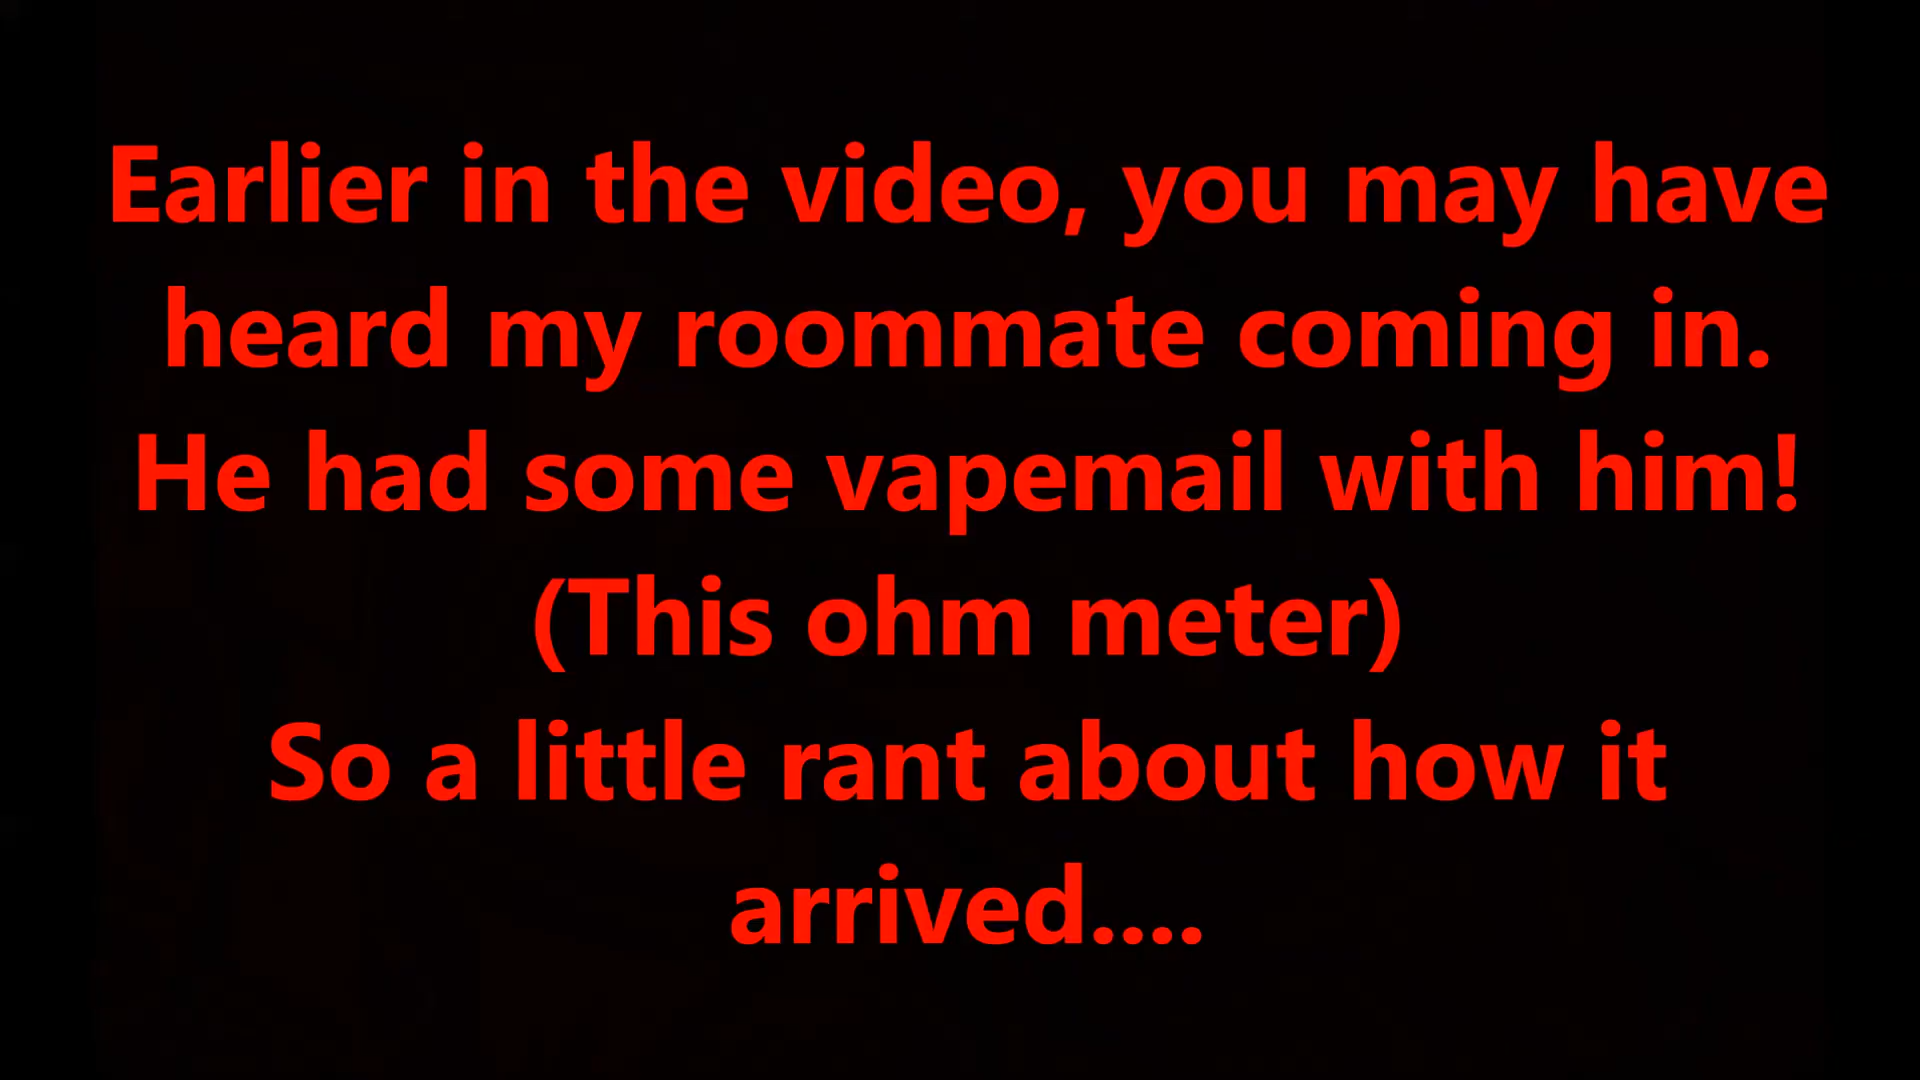 Earlier in the video, you may have
heard my roommate coming in.
He had some vapemail with him!
(This ohm meter)
So a little rant about how it
arrived....